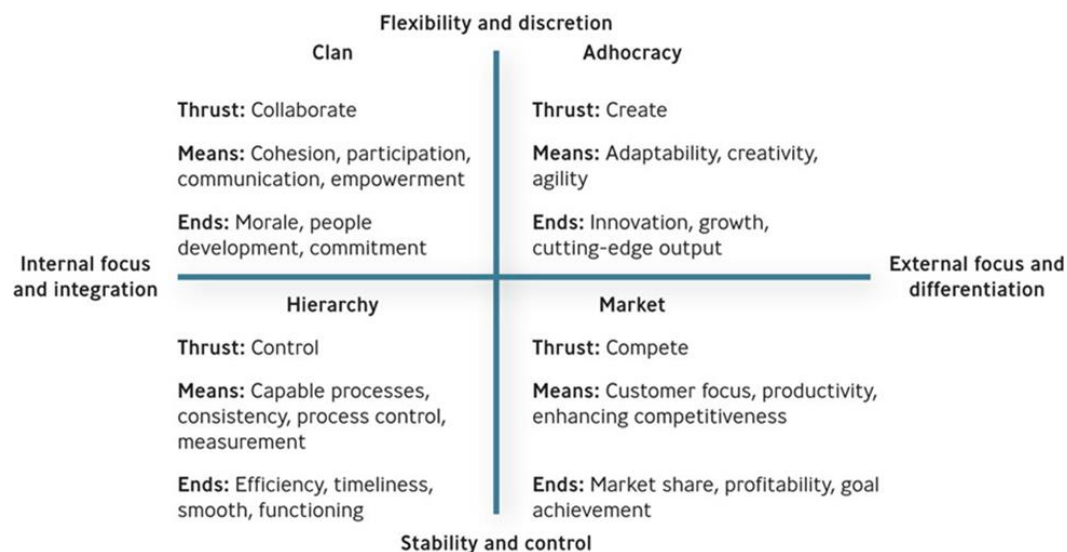 Flexibility and discretion
Clan
Thrust: Collaborate
Means: Cohesion, participation,
communication, empowerment
Ends: Morale, people
development, commitment
Adhocracy
Thrust: Create
Means: Adaptability, creativity,
agility
Ends: Innovation, growth,
cutting-edge output
Internal focus
and integration
External focus and
differentiation
Hierarchy
Thrust: Control
Means: Capable processes,
consistency, process control,
measurement
Ends: Efficiency, timeliness,
smooth, functioning
Market
Thrust: Compete
Means: Customer focus, productivity,
enhancing competitiveness
Ends: Market share, profitability, goal
achievement
Stability and control